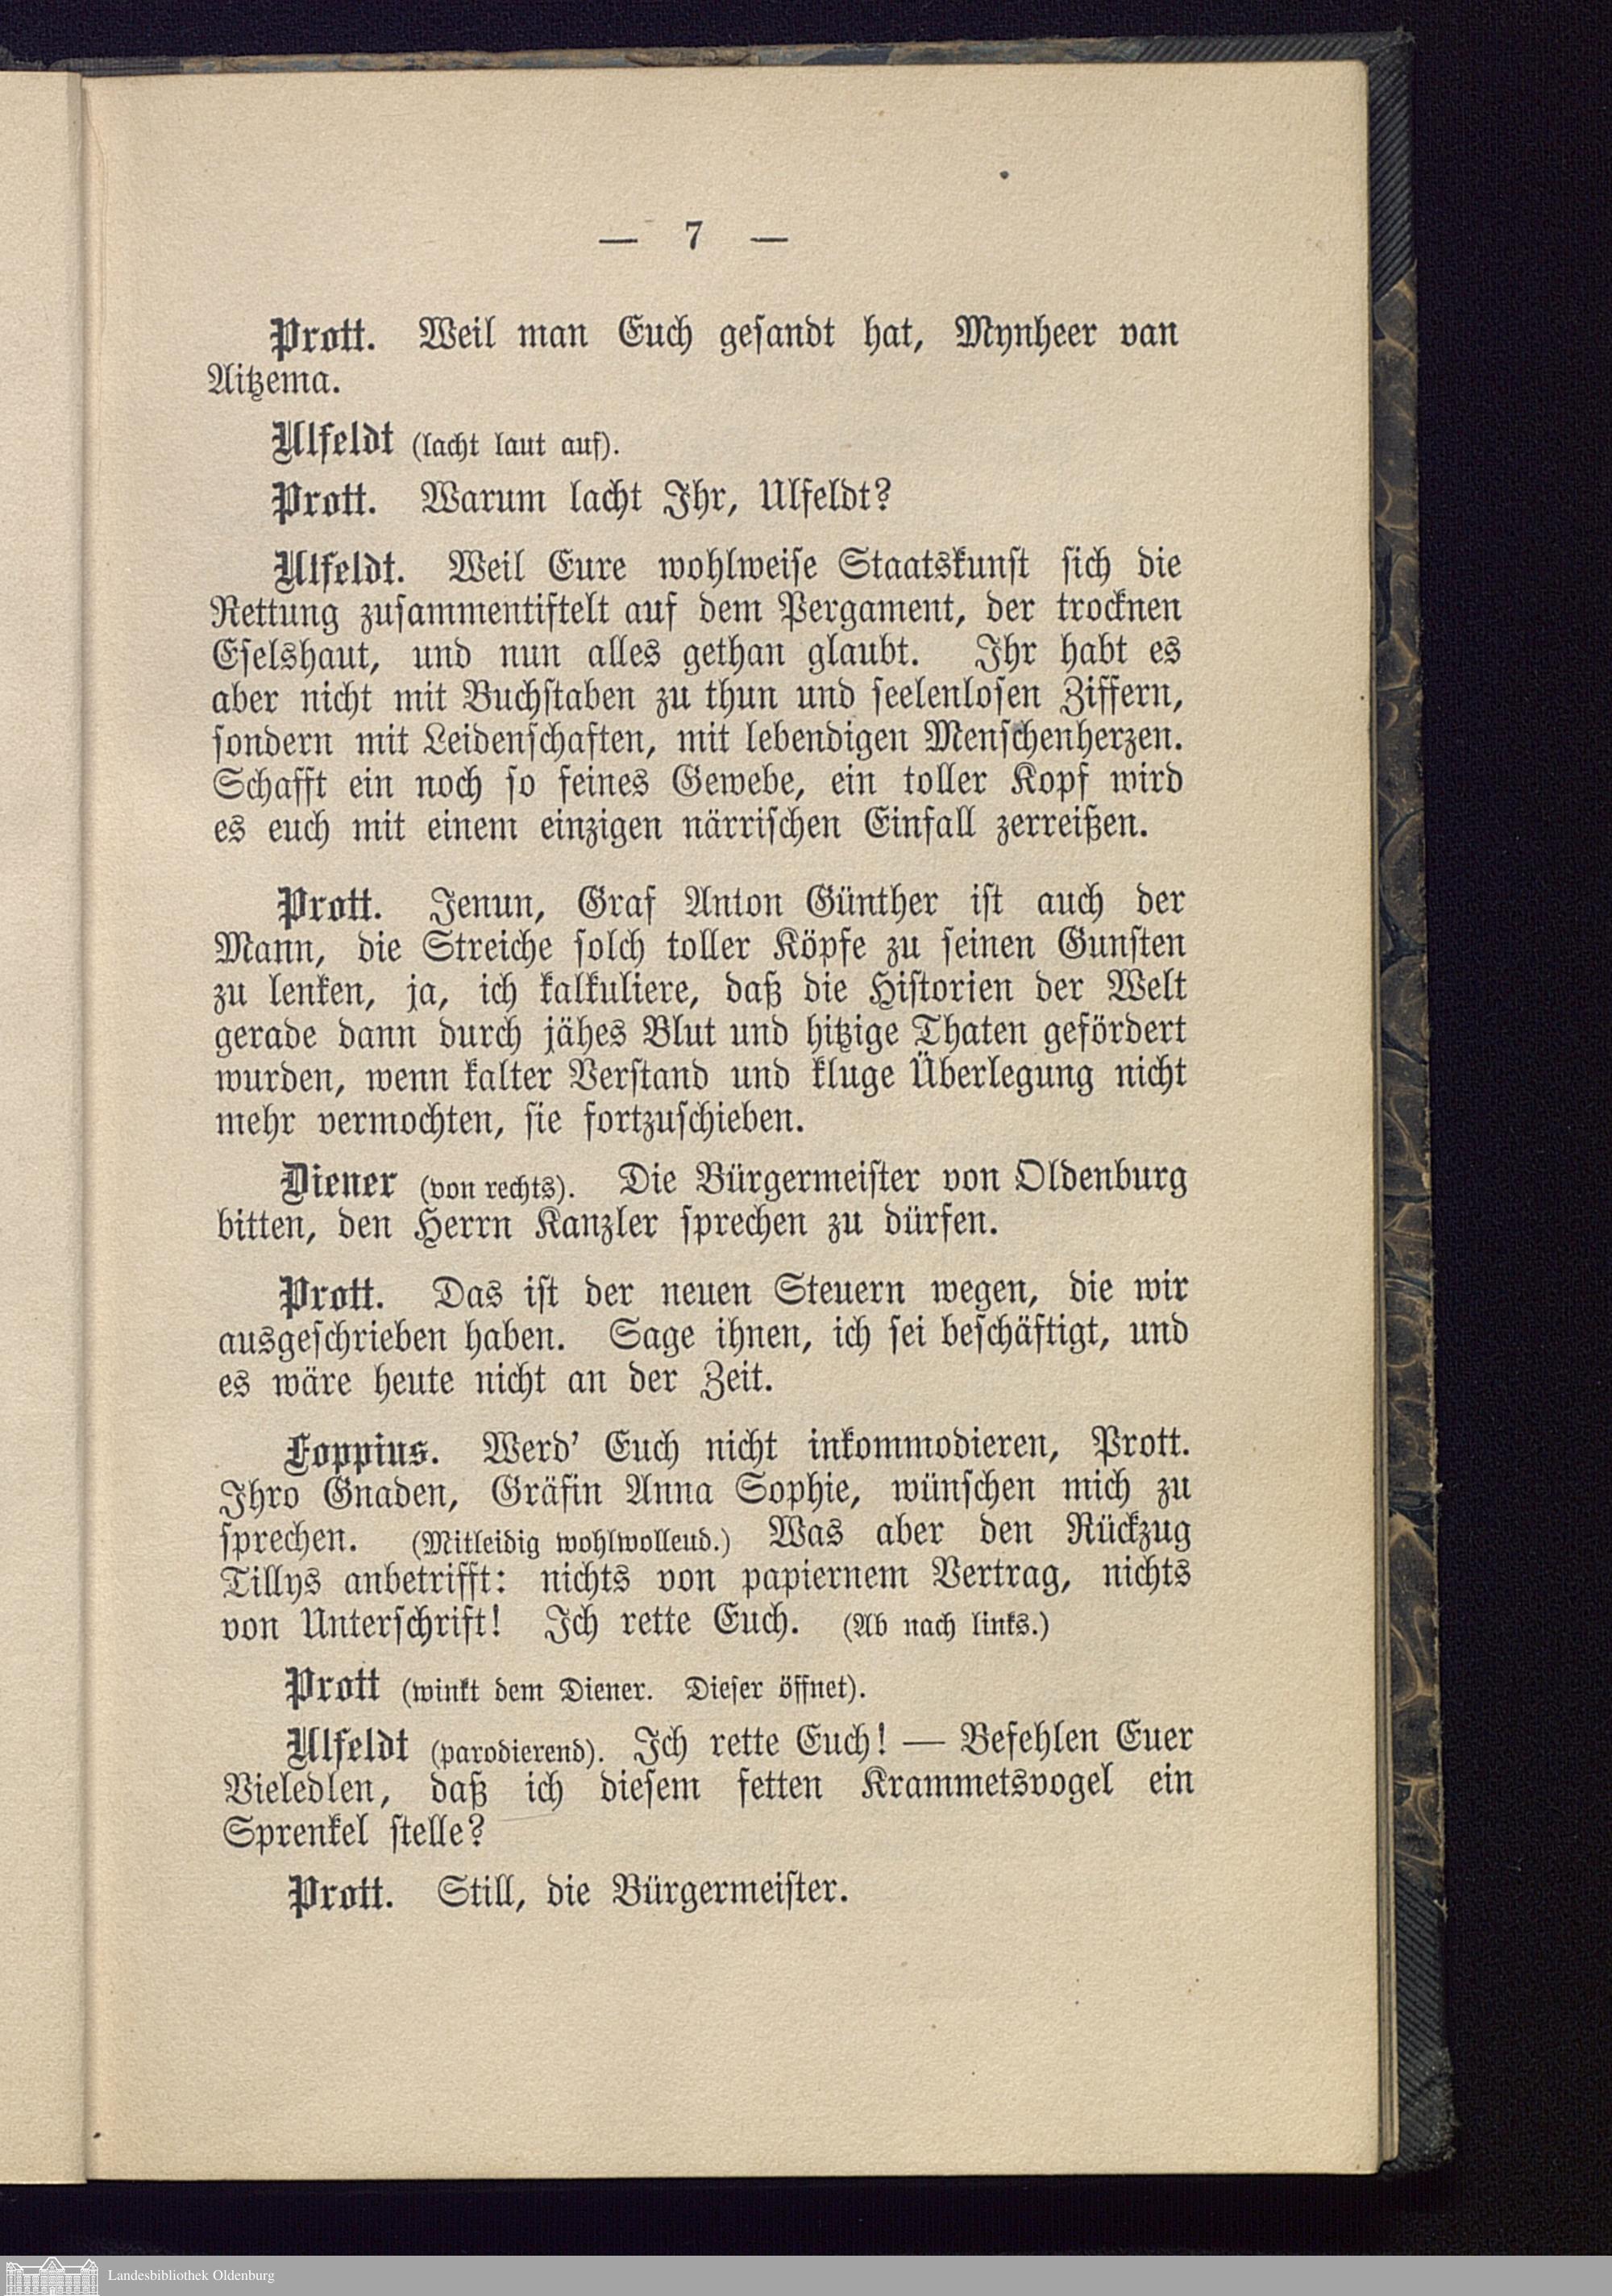 — 7 —
Prott. Weil man Euch gesandt hat, Mynheer van
Aitzema.
Ulfeldt (lacht laut auf).
Prott. Warum lacht Ihr, Ulfeldt?
Ulfeldt. Weil Eure wohlweise Staatskunst sich die
Rettung zusammentiftelt auf dem Pergament, der trocknen
Eselshaut, und nun alles gethan glaubt. Ihr habt es
aber nicht mit Buchstaben zu thun und seelenlosen Ziffern,
sondern mit Leidenschaften, mit lebendigen Menschenherzen.
Schafft ein noch so feines Gewebe, ein toller Kopf wird
es euch mit einem einzigen närrischen Einfall zerreißen.
Prott. Jenun, Graf Anton Günther ist auch der
Mann, die Streiche solch toller Köpfe zu seinen Gunsten
zu lenken, ja, ich kalkuliere, daß die Historien der Welt
gerade dann durch jähes Blut und hitzige Thaten gefördert
wurden, wenn kalter Verstand und kluge Überlegung nicht
mehr vermochten, sie fortzuschieben.
Diener (von rechts). Die Bürgermeister von Oldenburg
bitten, den Herrn Kanzler sprechen zu dürfen.
Prott. Das ist der neuen Steuern wegen, die wir
ausgeschrieben haben. Sage ihnen, ich sei beschäftigt, und
es wäre heute nicht an der Zeit.
Foppius. Werd' Euch nicht inkommodieren, Prott.
Ihro Gnaden, Gräfin Anna Sophie, wünschen mich zu
sprechen. (Mitleidig wohlwollend.) Was aber den Rückzug
Tillys anbetrifft: nichts von papiernem Vertrag, nichts
von Unterschrift! Ich rette Euch. (Ab nach links.)
Prott (winkt dem Diener. Dieser öffnet).
Ulfeldt (parodierend). Ich rette Euch! — Befehlen Euer
Vieledlen, daß ich diesem fetten Krammetsvogel ein
Sprenkel stelle?
Prott. Still, die Bürgermeister.
Landesbibliothek Oldenburg